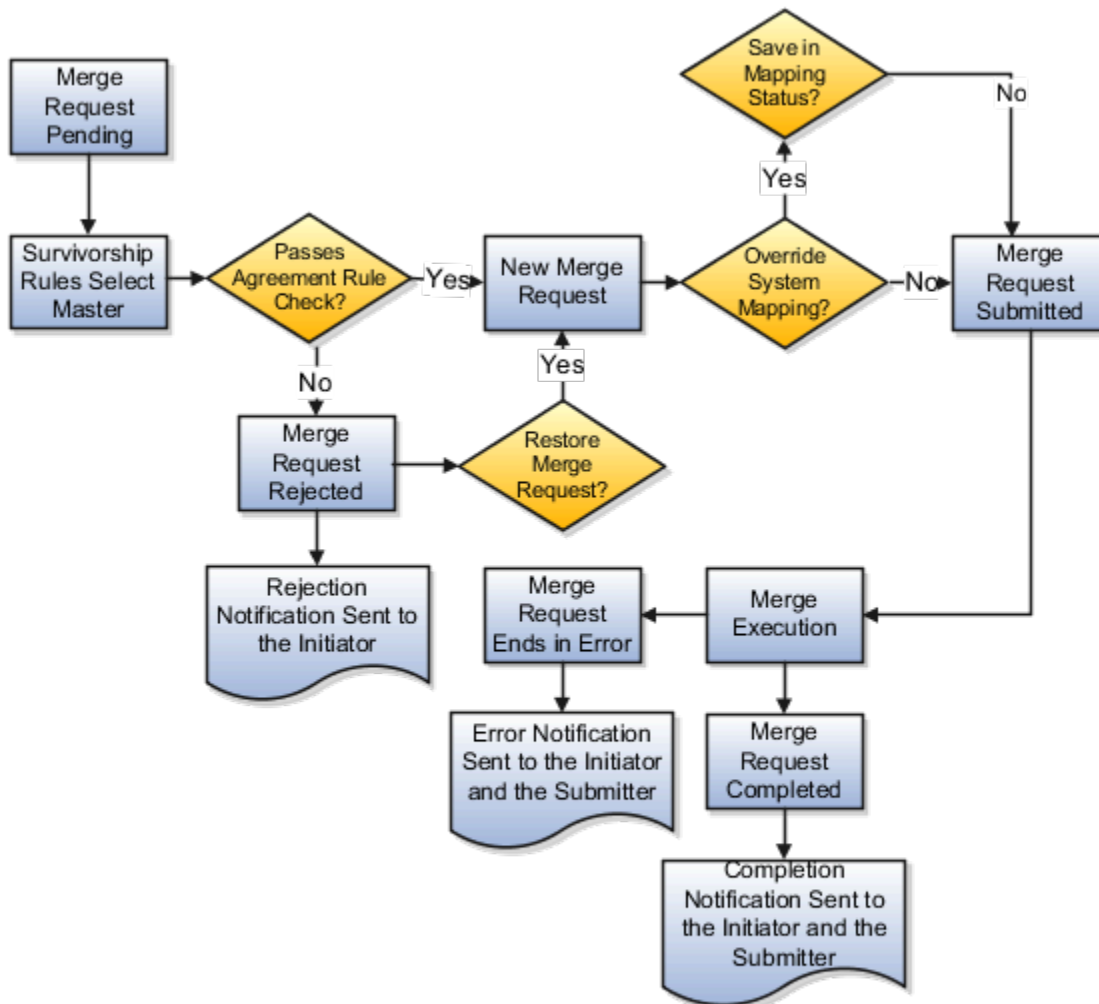 Merge
Request
Pending
Save in
Mapping
Status?
No
Yes
Survivorship
Rules Select
Master
Passes
Agreement Rule
Check?
Yes
New Merge
Request
Override
System
Mapping?
No
Merge
Request
Submitted
No
Yes
Merge
Request
Rejected
Restore
Merge
Request?
Rejection
Notification Sent to
the Initiator
Merge
Request
Ends in Error
Merge
Execution
Error Notification
Sent to the Initiator
and the Submitter
Merge
Request
Completed
Completion
Notification Sent to
the Initiator and the
Submitter